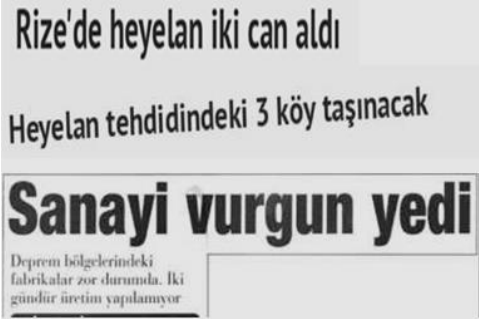 Rize'de heyelan iki can aldı
Heyelan tehdidindeki 3 köy taşınacak
Sanayi vurgun yedi
Deprem bölgelerindeki
fabrikalar zor durumda. İki
gündür üretim yapılamıyor